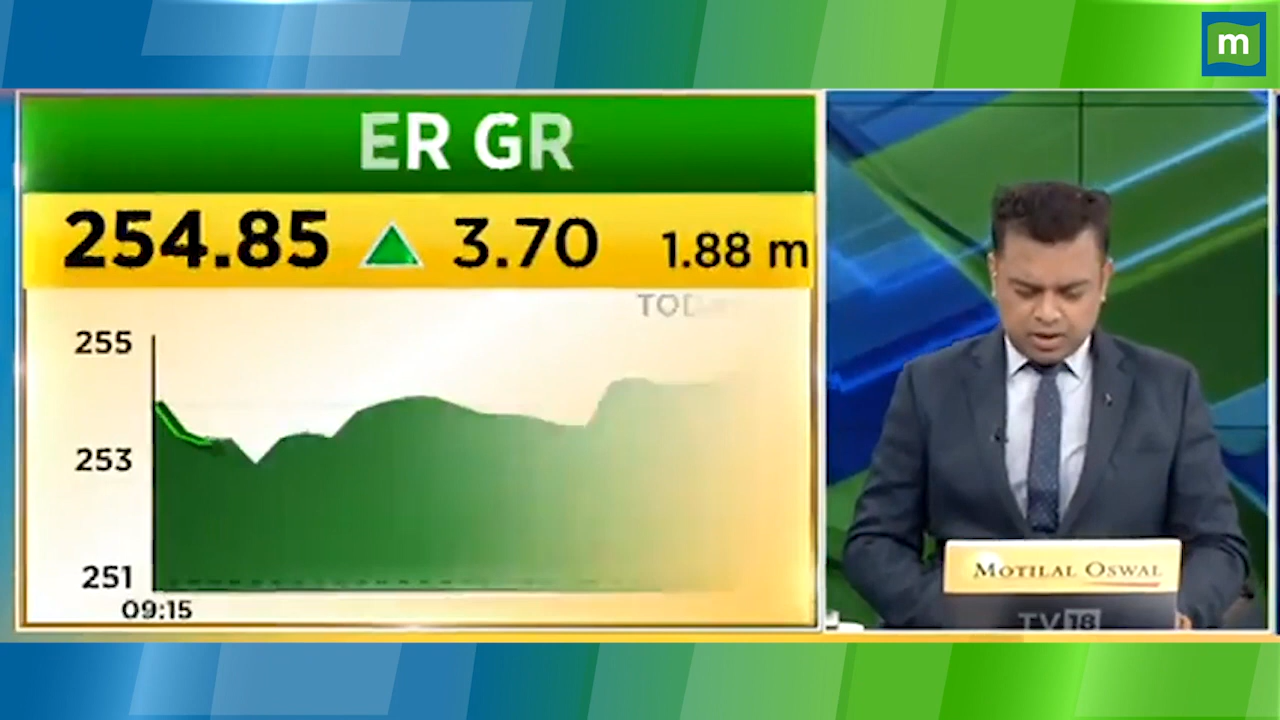 m
ER GR
254.85 3.70 1.88 m
255
253
251
09:15
MOTILAL OSWAL
TV18